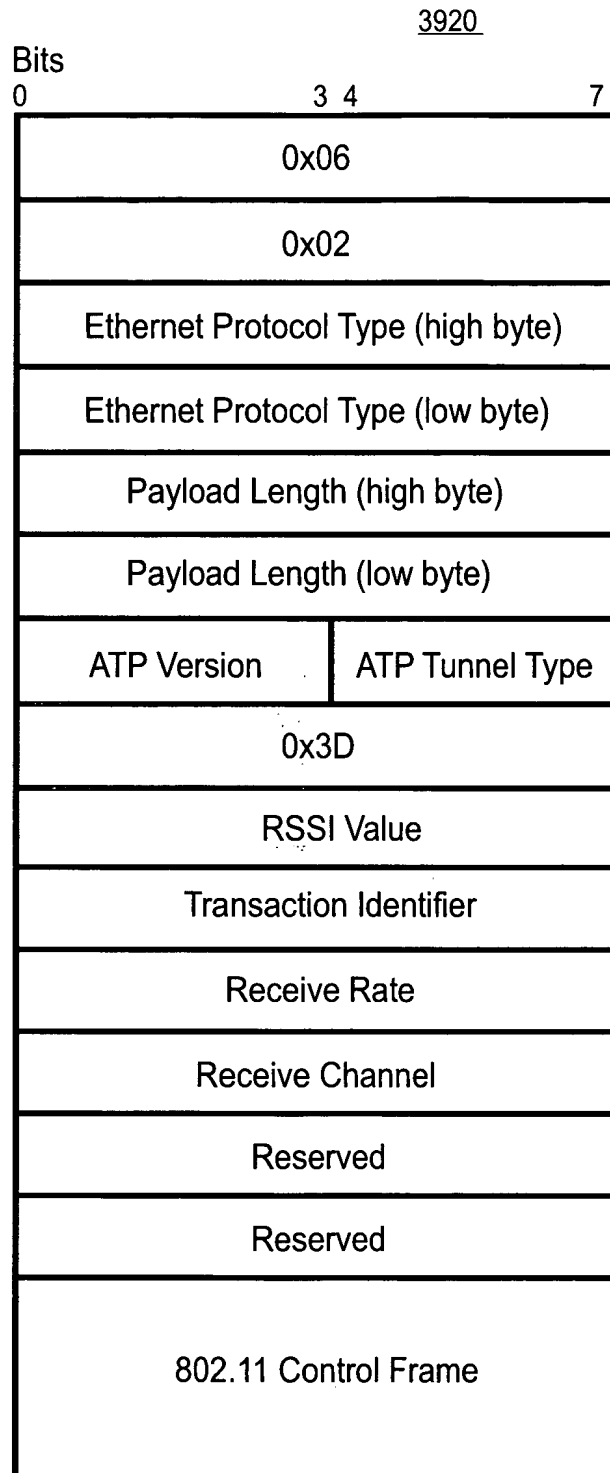 3920
Bits
0 3 4 7
0x06
0x02
Ethernet Protocol Type (high byte)
Ethernet Protocol Type (low byte)
Payload Length (high byte)
Payload Length (low byte)
ATP Version ATP Tunnel Type
0x3D
RSSI Value
Transaction Identifier
Receive Rate
Receive Channel
Reserved
Reserved
802.11 Control Frame